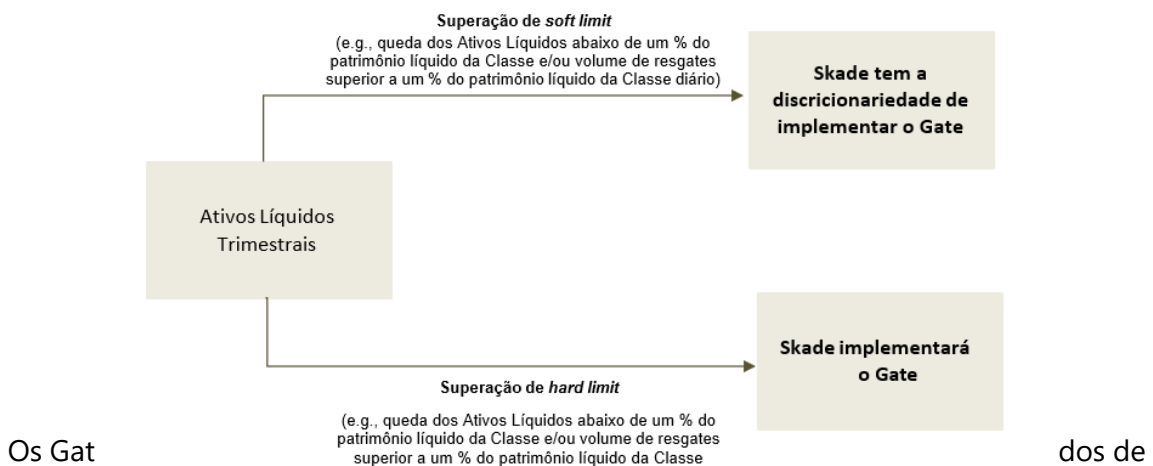 Superação de soft limit
(e.g., queda dos Ativos Líquidos abaixo de um % do
patrimônio líquido da Classe e/ou volume de resgates
superior a um % do patrimônio líquido da Classe diário)
Skade tem a
discricionariedade de
implementar o Gate
Ativos Líquidos
Trimestrais
Skade implementará
o Gate
Superação de hard limit
(e.g., queda dos Ativos Líquidos abaixo de um % do
patrimônio líquido da Classe e/ou volume de resgates
superior a um % do patrimônio líquido da Classe
Os Gat
dos de